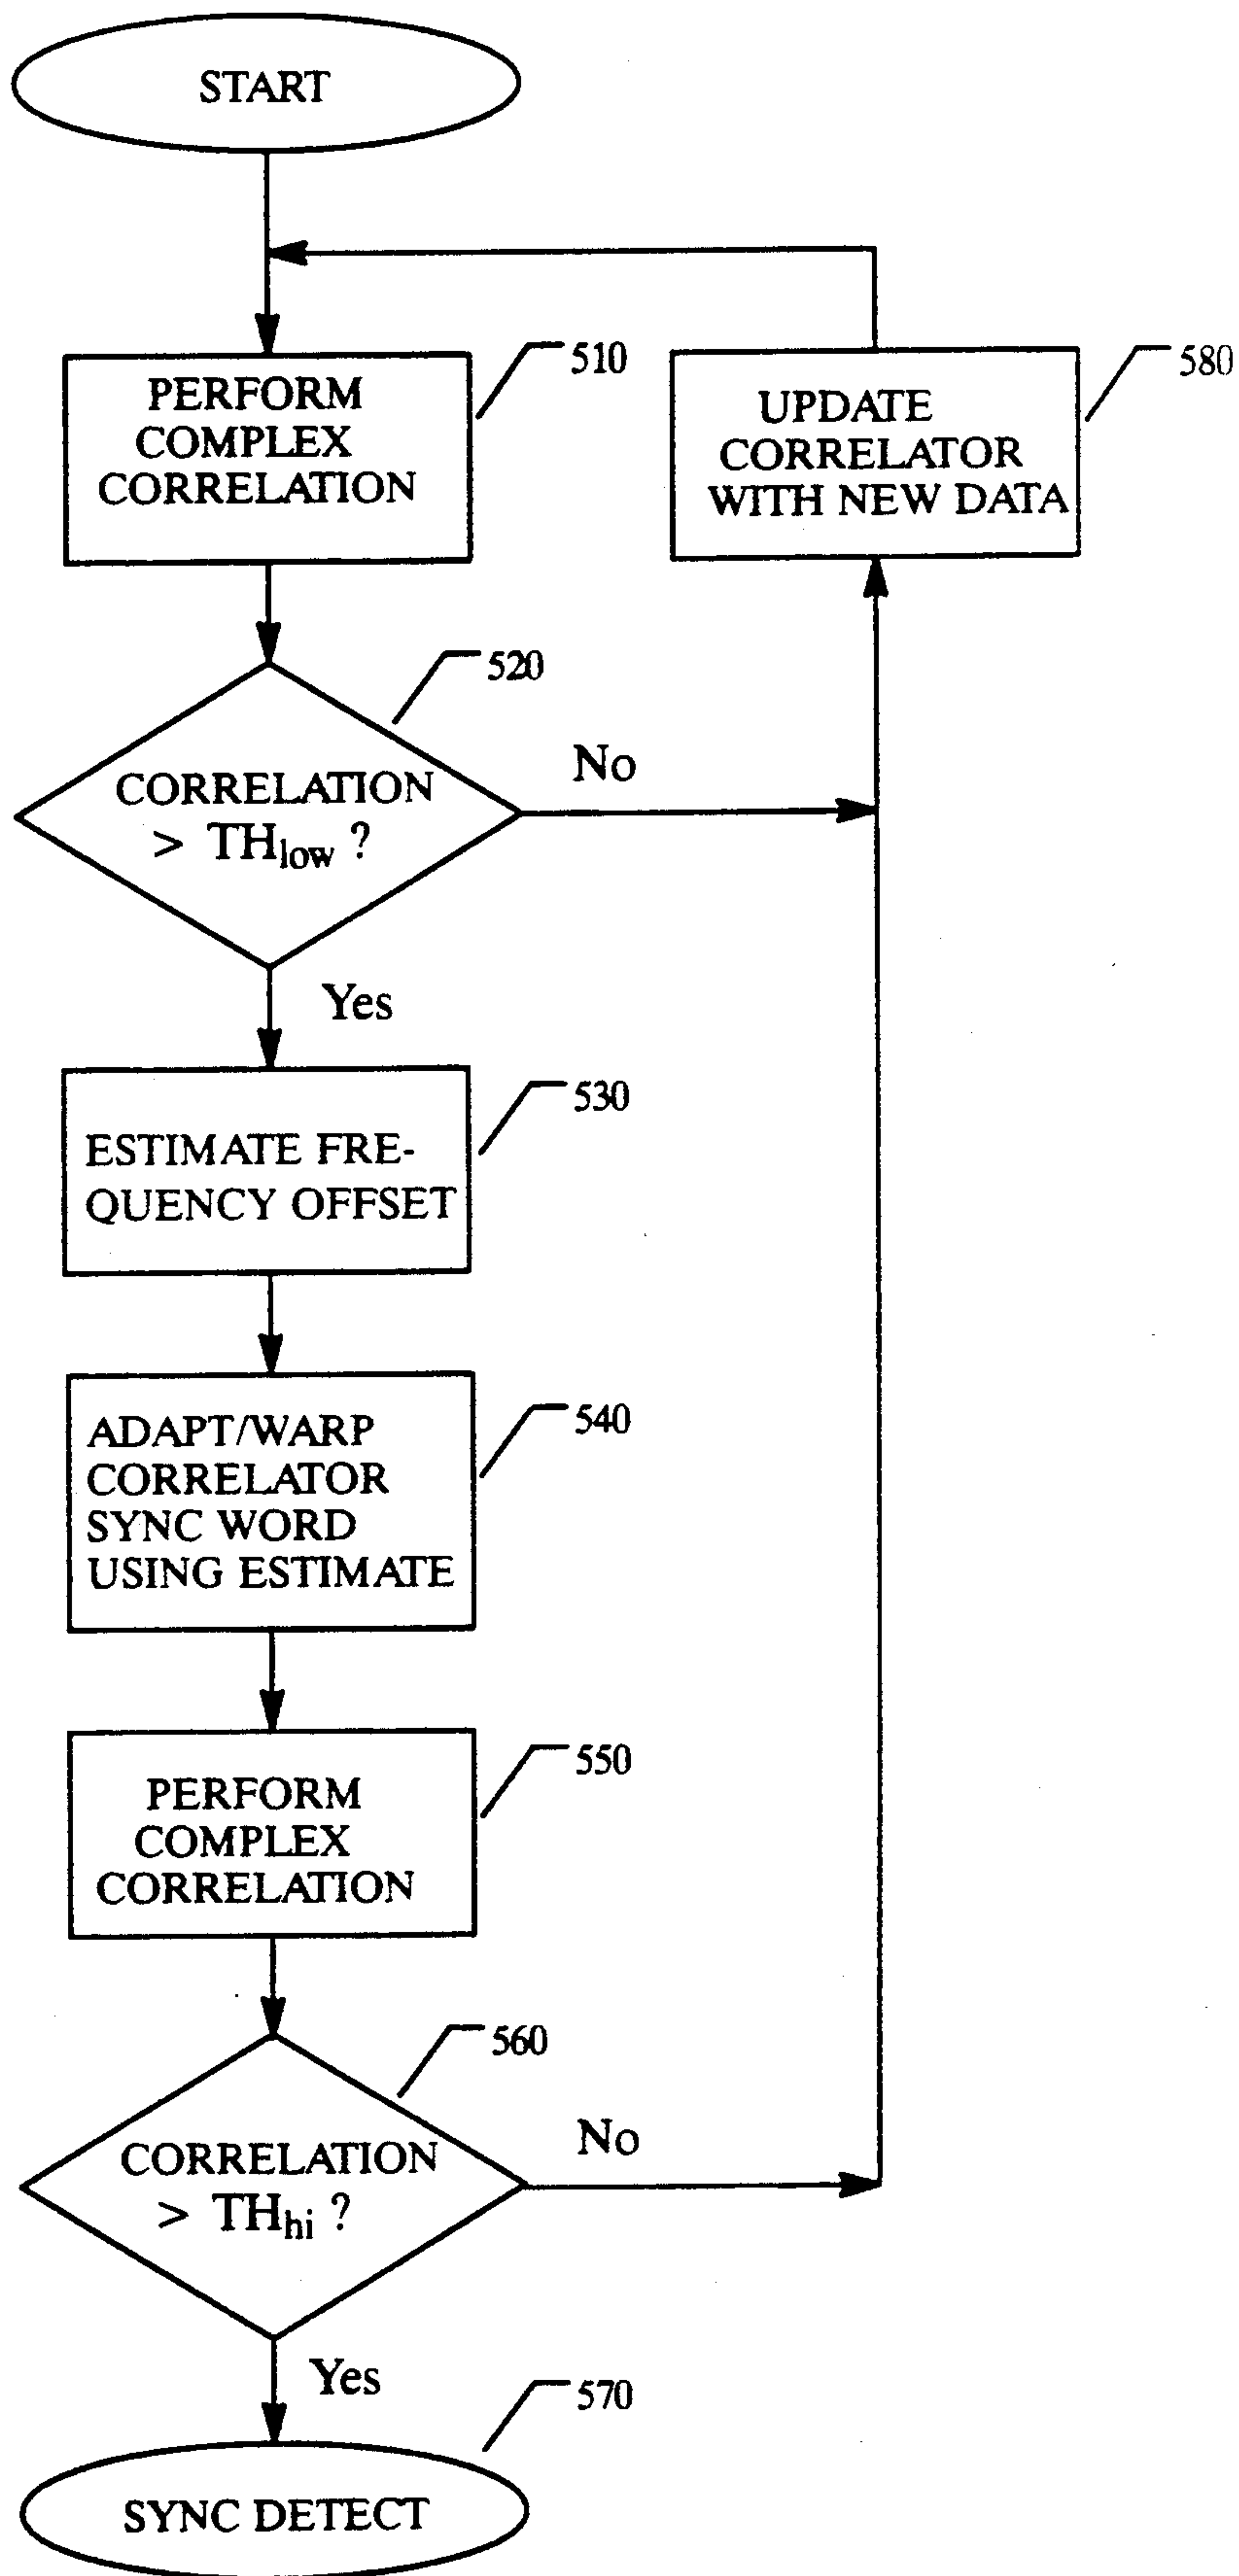 START
510
PERFORM
COMPLEX
CORRELATION
580
UPDATE
CORRELATOR
WITH NEW DATA
520
CORRELATION
> TH_low ?
No
Yes
530
ESTIMATE FRE-
QUENCY OFFSET
540
ADAPT/WARP
CORRELATOR
SYNC WORD
USING ESTIMATE
550
PERFORM
COMPLEX
CORRELATION
560
CORRELATION
> TH_hi ?
No
Yes
570
SYNC DETECT